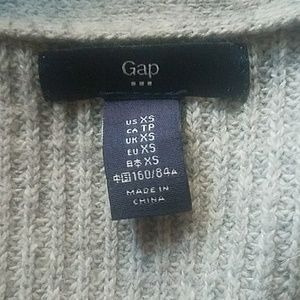 Gap
US XS
CA TP
UK XS
EU XS
日本 XS
中国 160/84A
MADE IN
CHINA